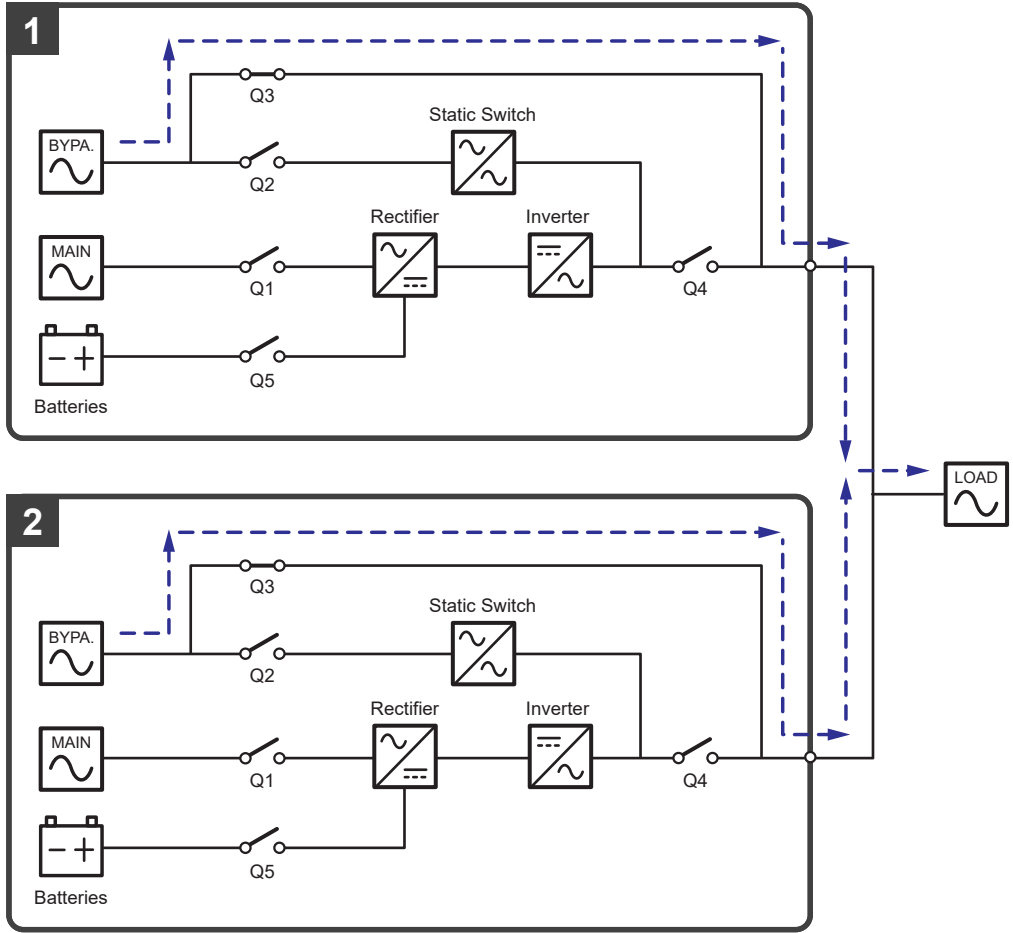 1
Q3
Static Switch
BYPA.
Q2
Rectifier
Inverter
MAIN
Q1
Q4
Q5
Batteries
LOAD
2
Q3
Static Switch
BYPA.
Q2
Rectifier
Inverter
MAIN
Q1
Q4
Q5
Batteries